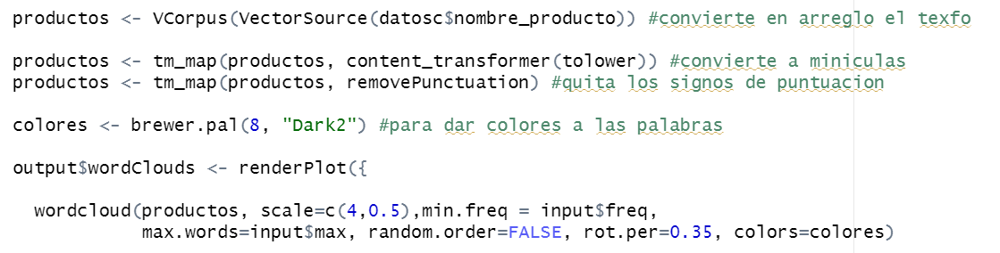 productos <- VCorpus(VectorSource(datosc$nombre_producto)) #convierte en arreglo el texfo
productos <- tm_map(productos, content_transformer(tolower)) #convierte a miniculas
productos <- tm_map(productos, removePunctuation) #quita los signos de puntuacion
colores <- brewer.pal(8, "Dark2") #para dar colores a las palabras
output$wordClouds <- renderPlot({
wordcloud(productos, scale=c(4,0.5),min.freq = input$freq,
max.words=input$max, random.order=FALSE, rot.per=0.35, colors=colores)